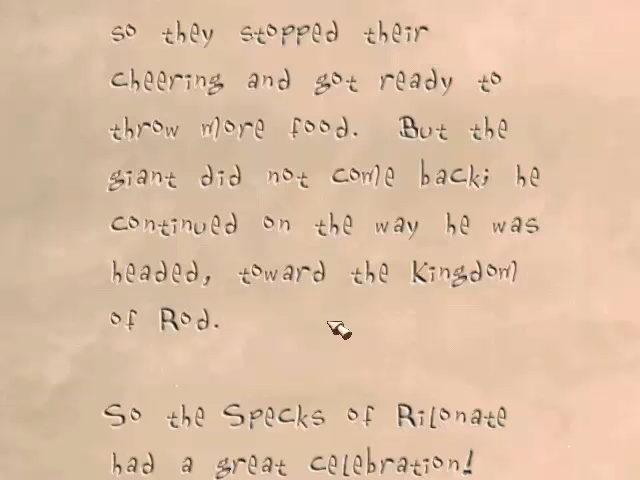 so they stopped their
cheering and got ready to
throw more food. But the
giant did not come back; he
continued on the way he was
headed, toward the Kingdom
of Rod.
So the Specks of Rilonate
had a great celebration!